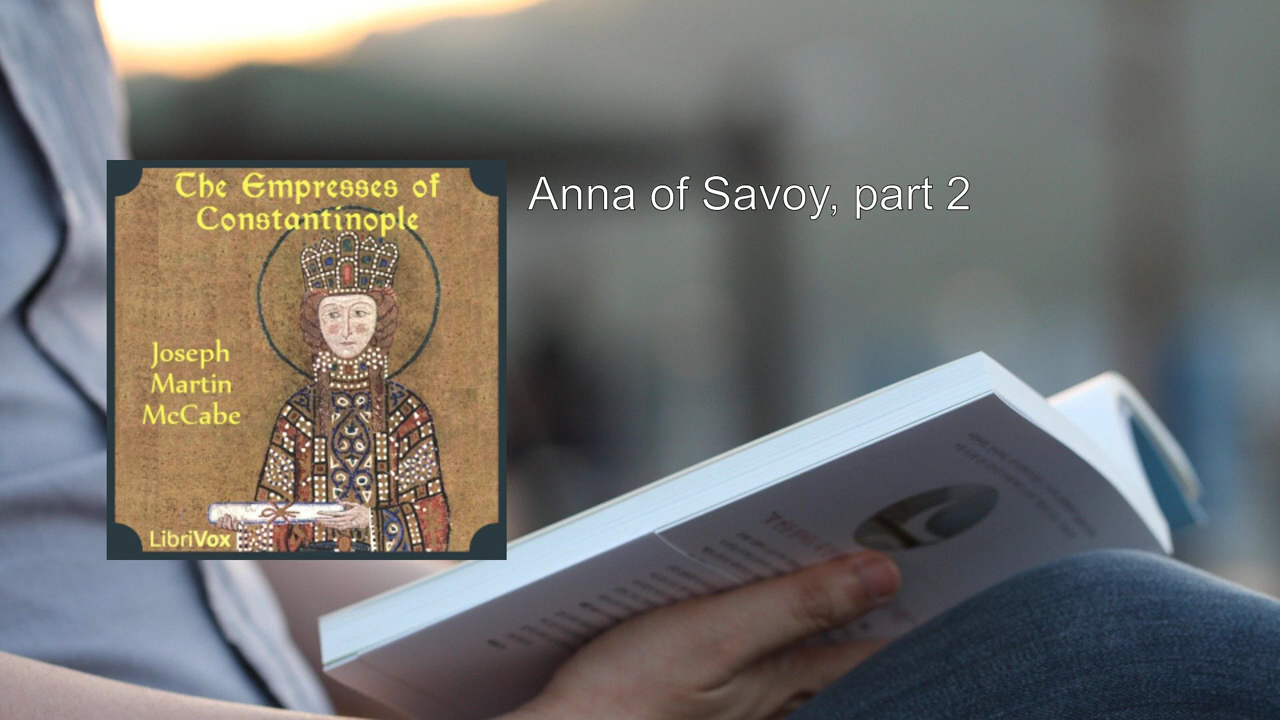 The Empresses of
Constantinople
Joseph
Martin
McCabe
LibriVox
Anna of Savoy, part 2